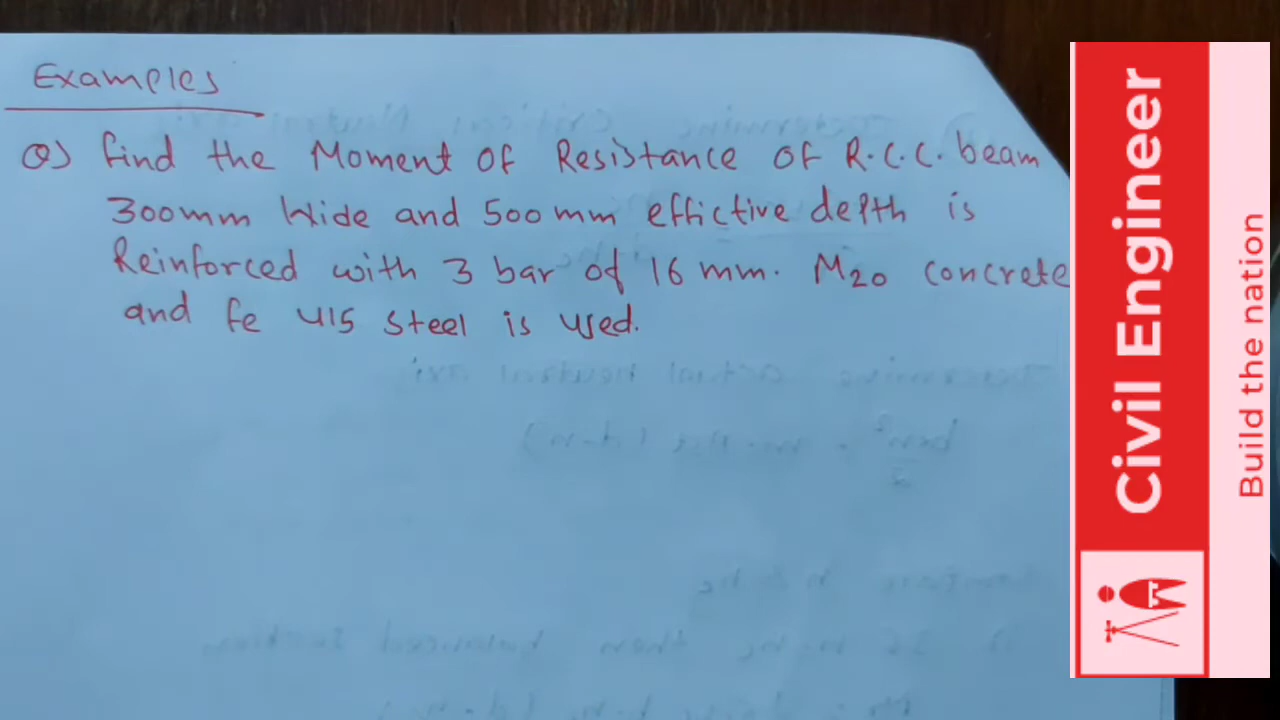 Examples
Q) find the Moment of Resistance of R.C.C. beam
300mm Wide and 500mm effictive depth is
Reinforced with 3 bar of 16 mm. M20 concrete
and fe 415 steel is used.
Civil Engineer
Build the nation